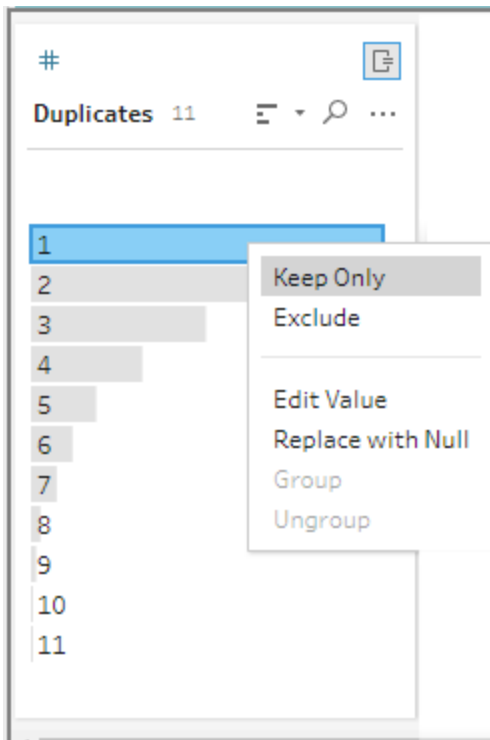 #
Duplicates 11
1
2
3
4
5
6
7
8
9
10
11
Keep Only
Exclude
Edit Value
Replace with Null
Group
Ungroup